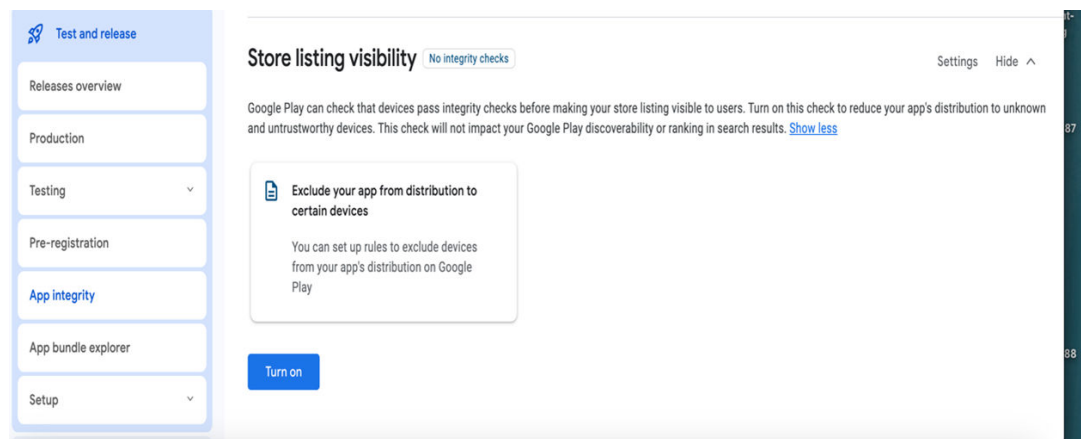 Test and release
Releases overview
Production
Testing
Pre-registration
App integrity
App bundle explorer
Setup
Store listing visibility No integrity checks
Settings Hide
Google Play can check that devices pass integrity checks before making your store listing visible to users. Turn on this check to reduce your app's distribution to unknown
and untrustworthy devices. This check will not impact your Google Play discoverability or ranking in search results. Show less
Exclude your app from distribution to
certain devices
You can set up rules to exclude devices
from your app's distribution on Google
Play
Turn on
87
88